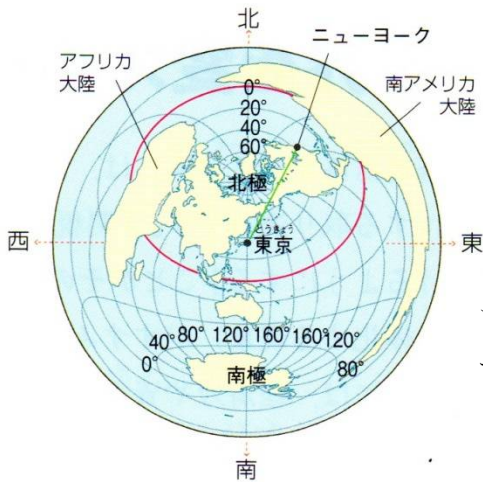 北
ニューヨーク
アフリカ
大陸
南アメリカ
大陸
0°
20°
40°
60°
北極
とうきょう
東京
西
東
40° 80° 120° 160° 160° 120°
0°
80°
南極
南